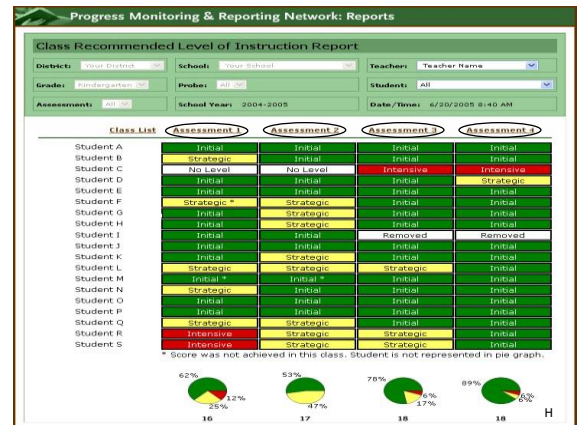 Progress Monitoring & Reporting Network: Reports
Class Recommended Level of Instruction Report
District: Your District School: Your School Teacher: Teacher Name
Grade: Kindergarten Probe: All Student: All
Assessment: All School Year: 2004-2005 Date/Time: 6/20/2005 8:40 AM
Class List Assessment 1 Assessment 2 Assessment 3 Assessment 4
Student A Initial Initial Initial Initial
Student B Strategic Initial Initial Initial
Student C No Level No Level Intensive Intensive
Student D Initial Initial Initial Strategic
Student E Initial Initial Initial Initial
Student F Strategic * Strategic Initial Initial
Student G Initial Strategic Initial Initial
Student H Initial Strategic Initial Initial
Student I Initial Initial Removed Removed
Student J Initial Initial Initial Initial
Student K Initial Strategic Initial Initial
Student L Strategic Strategic Strategic Initial
Student M Initial * Initial * Initial Initial
Student N Strategic Initial Initial Initial
Student O Initial Initial Initial Initial
Student P Initial Initial Initial Initial
Student Q Strategic Strategic Initial Initial
Student R Intensive Strategic Strategic Initial
Student S Intensive Strategic Strategic Initial
* Score was not achieved in this class. Student is not represented in pie graph.
62% 12% 25% 53% 47% 78% 6% 17% 89% 6% 6%
16 17 18 18 H